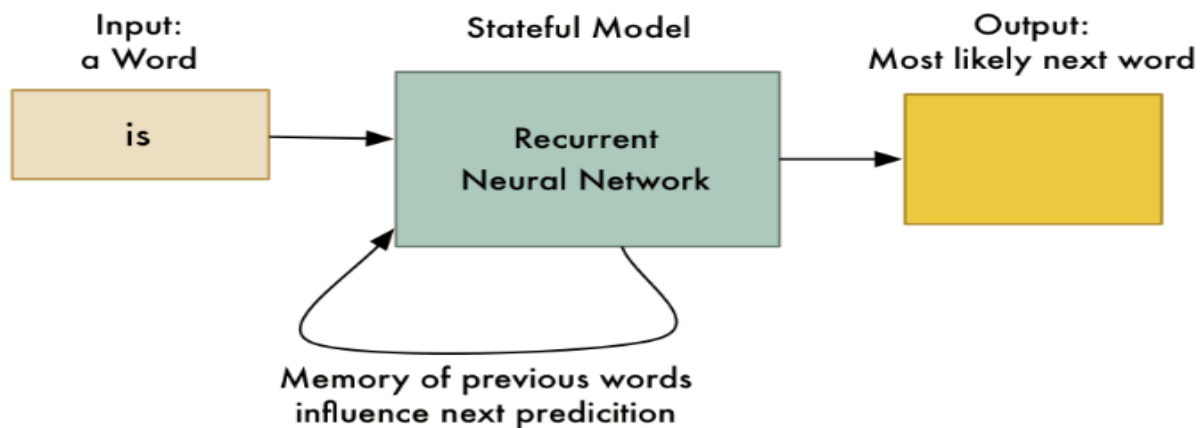 Input:
a Word
is
Stateful Model
Recurrent
Neural Network
Output:
Most likely next word
Memory of previous words
influence next predicition